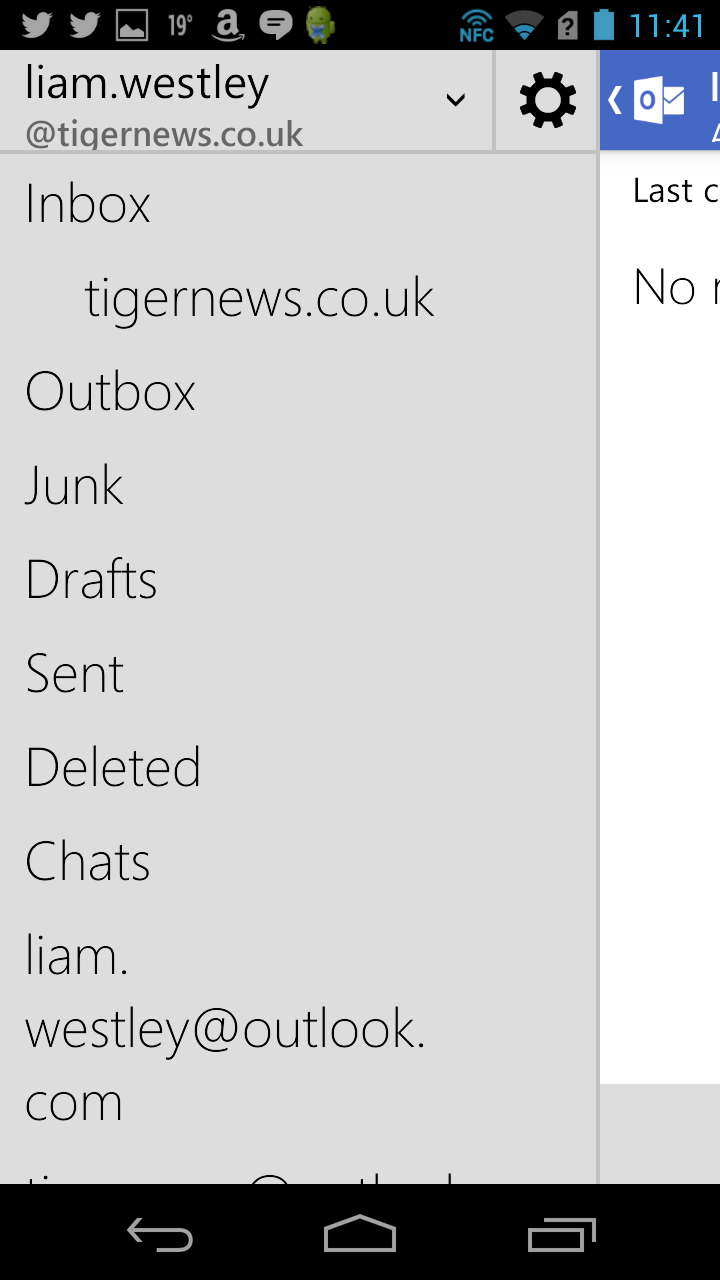 19°
a
NFC
?
11:41
liam.westley
@tigernews.co.uk
O
Inbox
Last c
tigernews.co.uk
No
Outbox
Junk
Drafts
Sent
Deleted
Chats
liam.
westley@outlook.
com